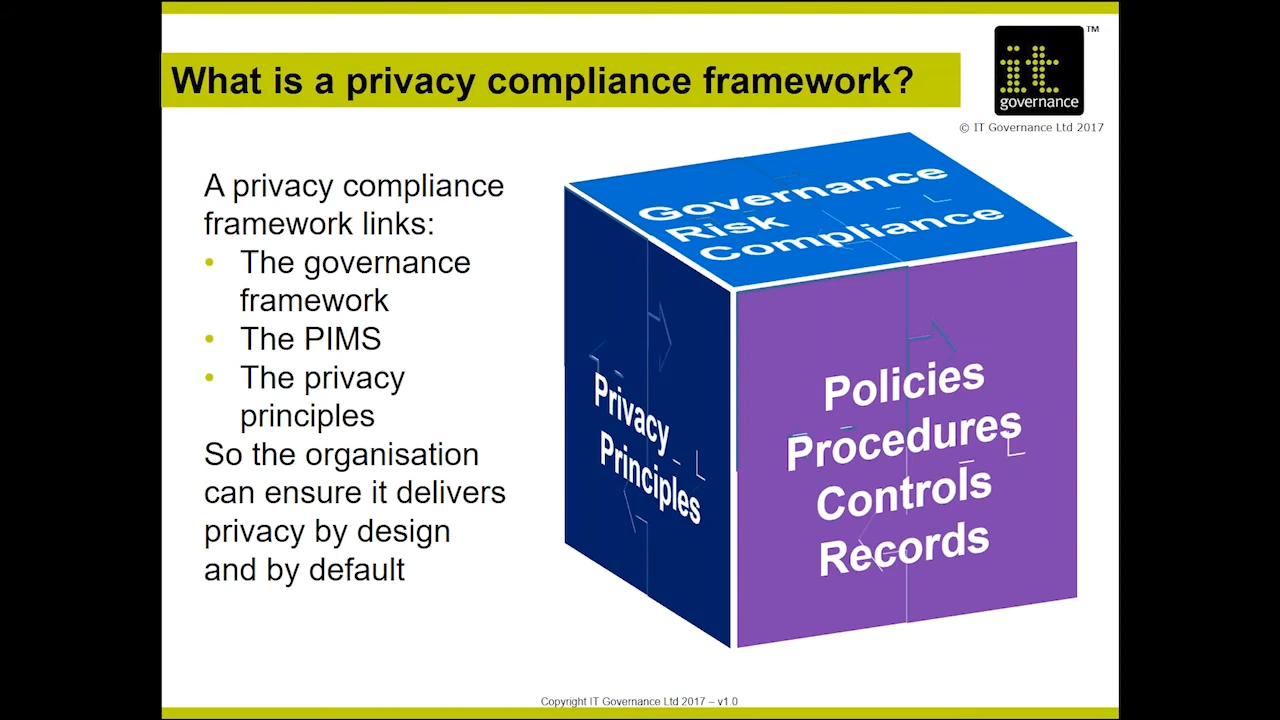 What is a privacy compliance framework?
it
governance
™
© IT Governance Ltd 2017
A privacy compliance
framework links:
• The governance
framework
• The PIMS
• The privacy
principles
So the organisation
can ensure it delivers
privacy by design
and by default
Governance
Risk
Compliance
Privacy
Principles
Policies
Procedures
Controls
Records
Copyright IT Governance Ltd 2017 – v1.0